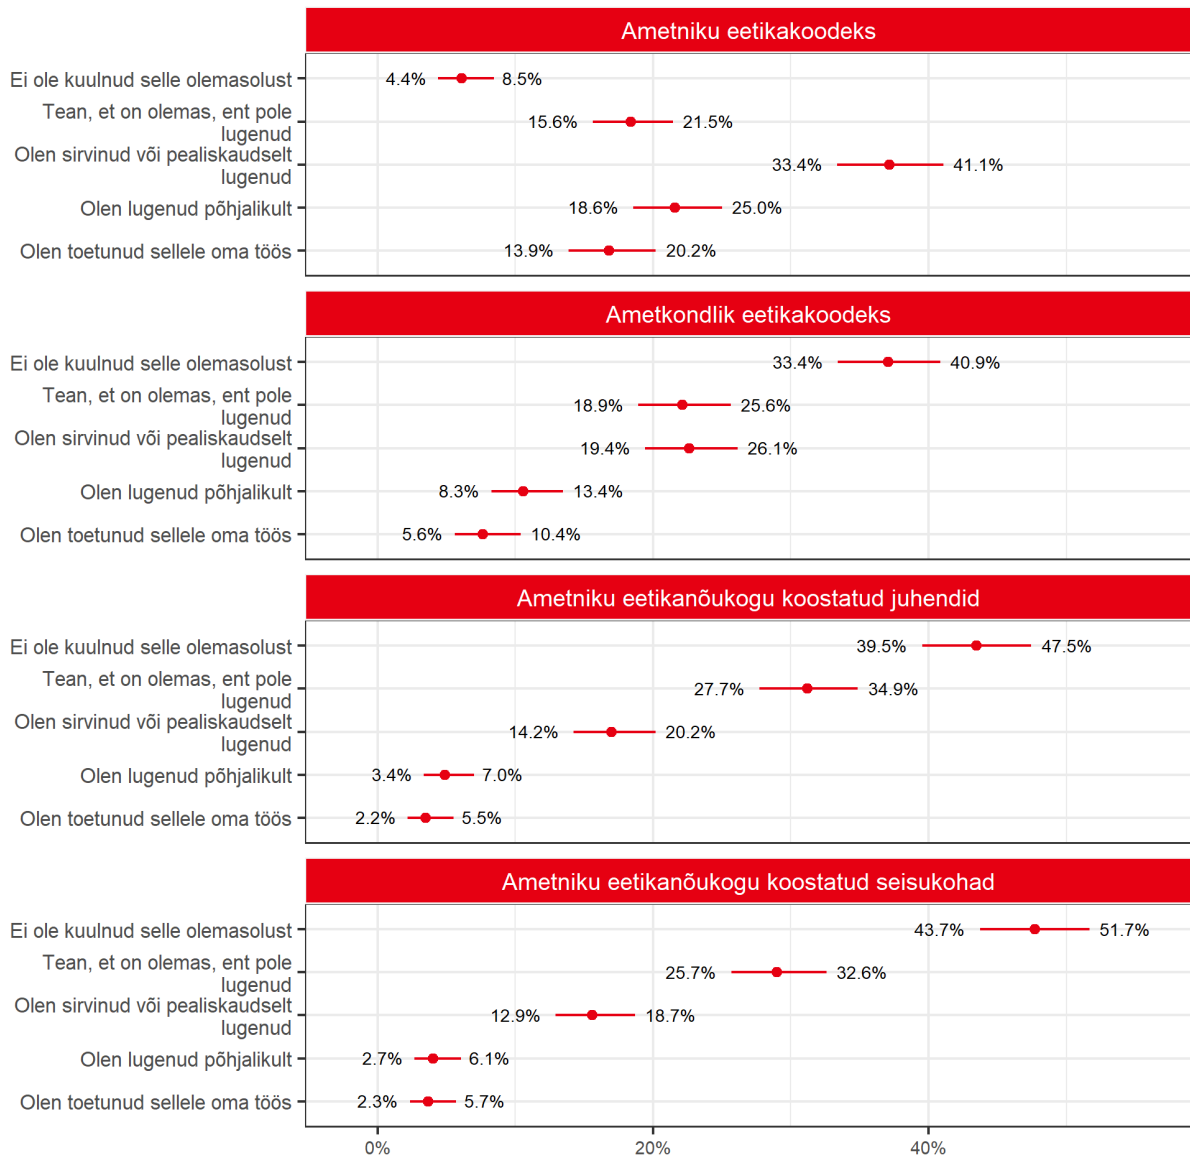 Ametniku eetikakoodeks
Ei ole kuulnud selle olemasolust
4.4% 8.5%
Tean, et on olemas, ent pole
lugenud
15.6% 21.5%
Olen sirvinud või pealiskaudselt
lugenud
33.4% 41.1%
Olen lugenud põhjalikult
18.6% 25.0%
Olen toetunud sellele oma töös
13.9% 20.2%
Ametkondlik eetikakoodeks
Ei ole kuulnud selle olemasolust
33.4% 40.9%
Tean, et on olemas, ent pole
lugenud
18.9% 25.6%
Olen sirvinud või pealiskaudselt
lugenud
19.4% 26.1%
Olen lugenud põhjalikult
8.3% 13.4%
Olen toetunud sellele oma töös
5.6% 10.4%
Ametniku eetikanõukogu koostatud juhendid
Ei ole kuulnud selle olemasolust
39.5% 47.5%
Tean, et on olemas, ent pole
lugenud
27.7% 34.9%
Olen sirvinud või pealiskaudselt
lugenud
14.2% 20.2%
Olen lugenud põhjalikult
3.4% 7.0%
Olen toetunud sellele oma töös
2.2% 5.5%
Ametniku eetikanõukogu koostatud seisukohad
Ei ole kuulnud selle olemasolust
43.7% 51.7%
Tean, et on olemas, ent pole
lugenud
25.7% 32.6%
Olen sirvinud või pealiskaudselt
lugenud
12.9% 18.7%
Olen lugenud põhjalikult
2.7% 6.1%
Olen toetunud sellele oma töös
2.3% 5.7%
0% 20% 40%